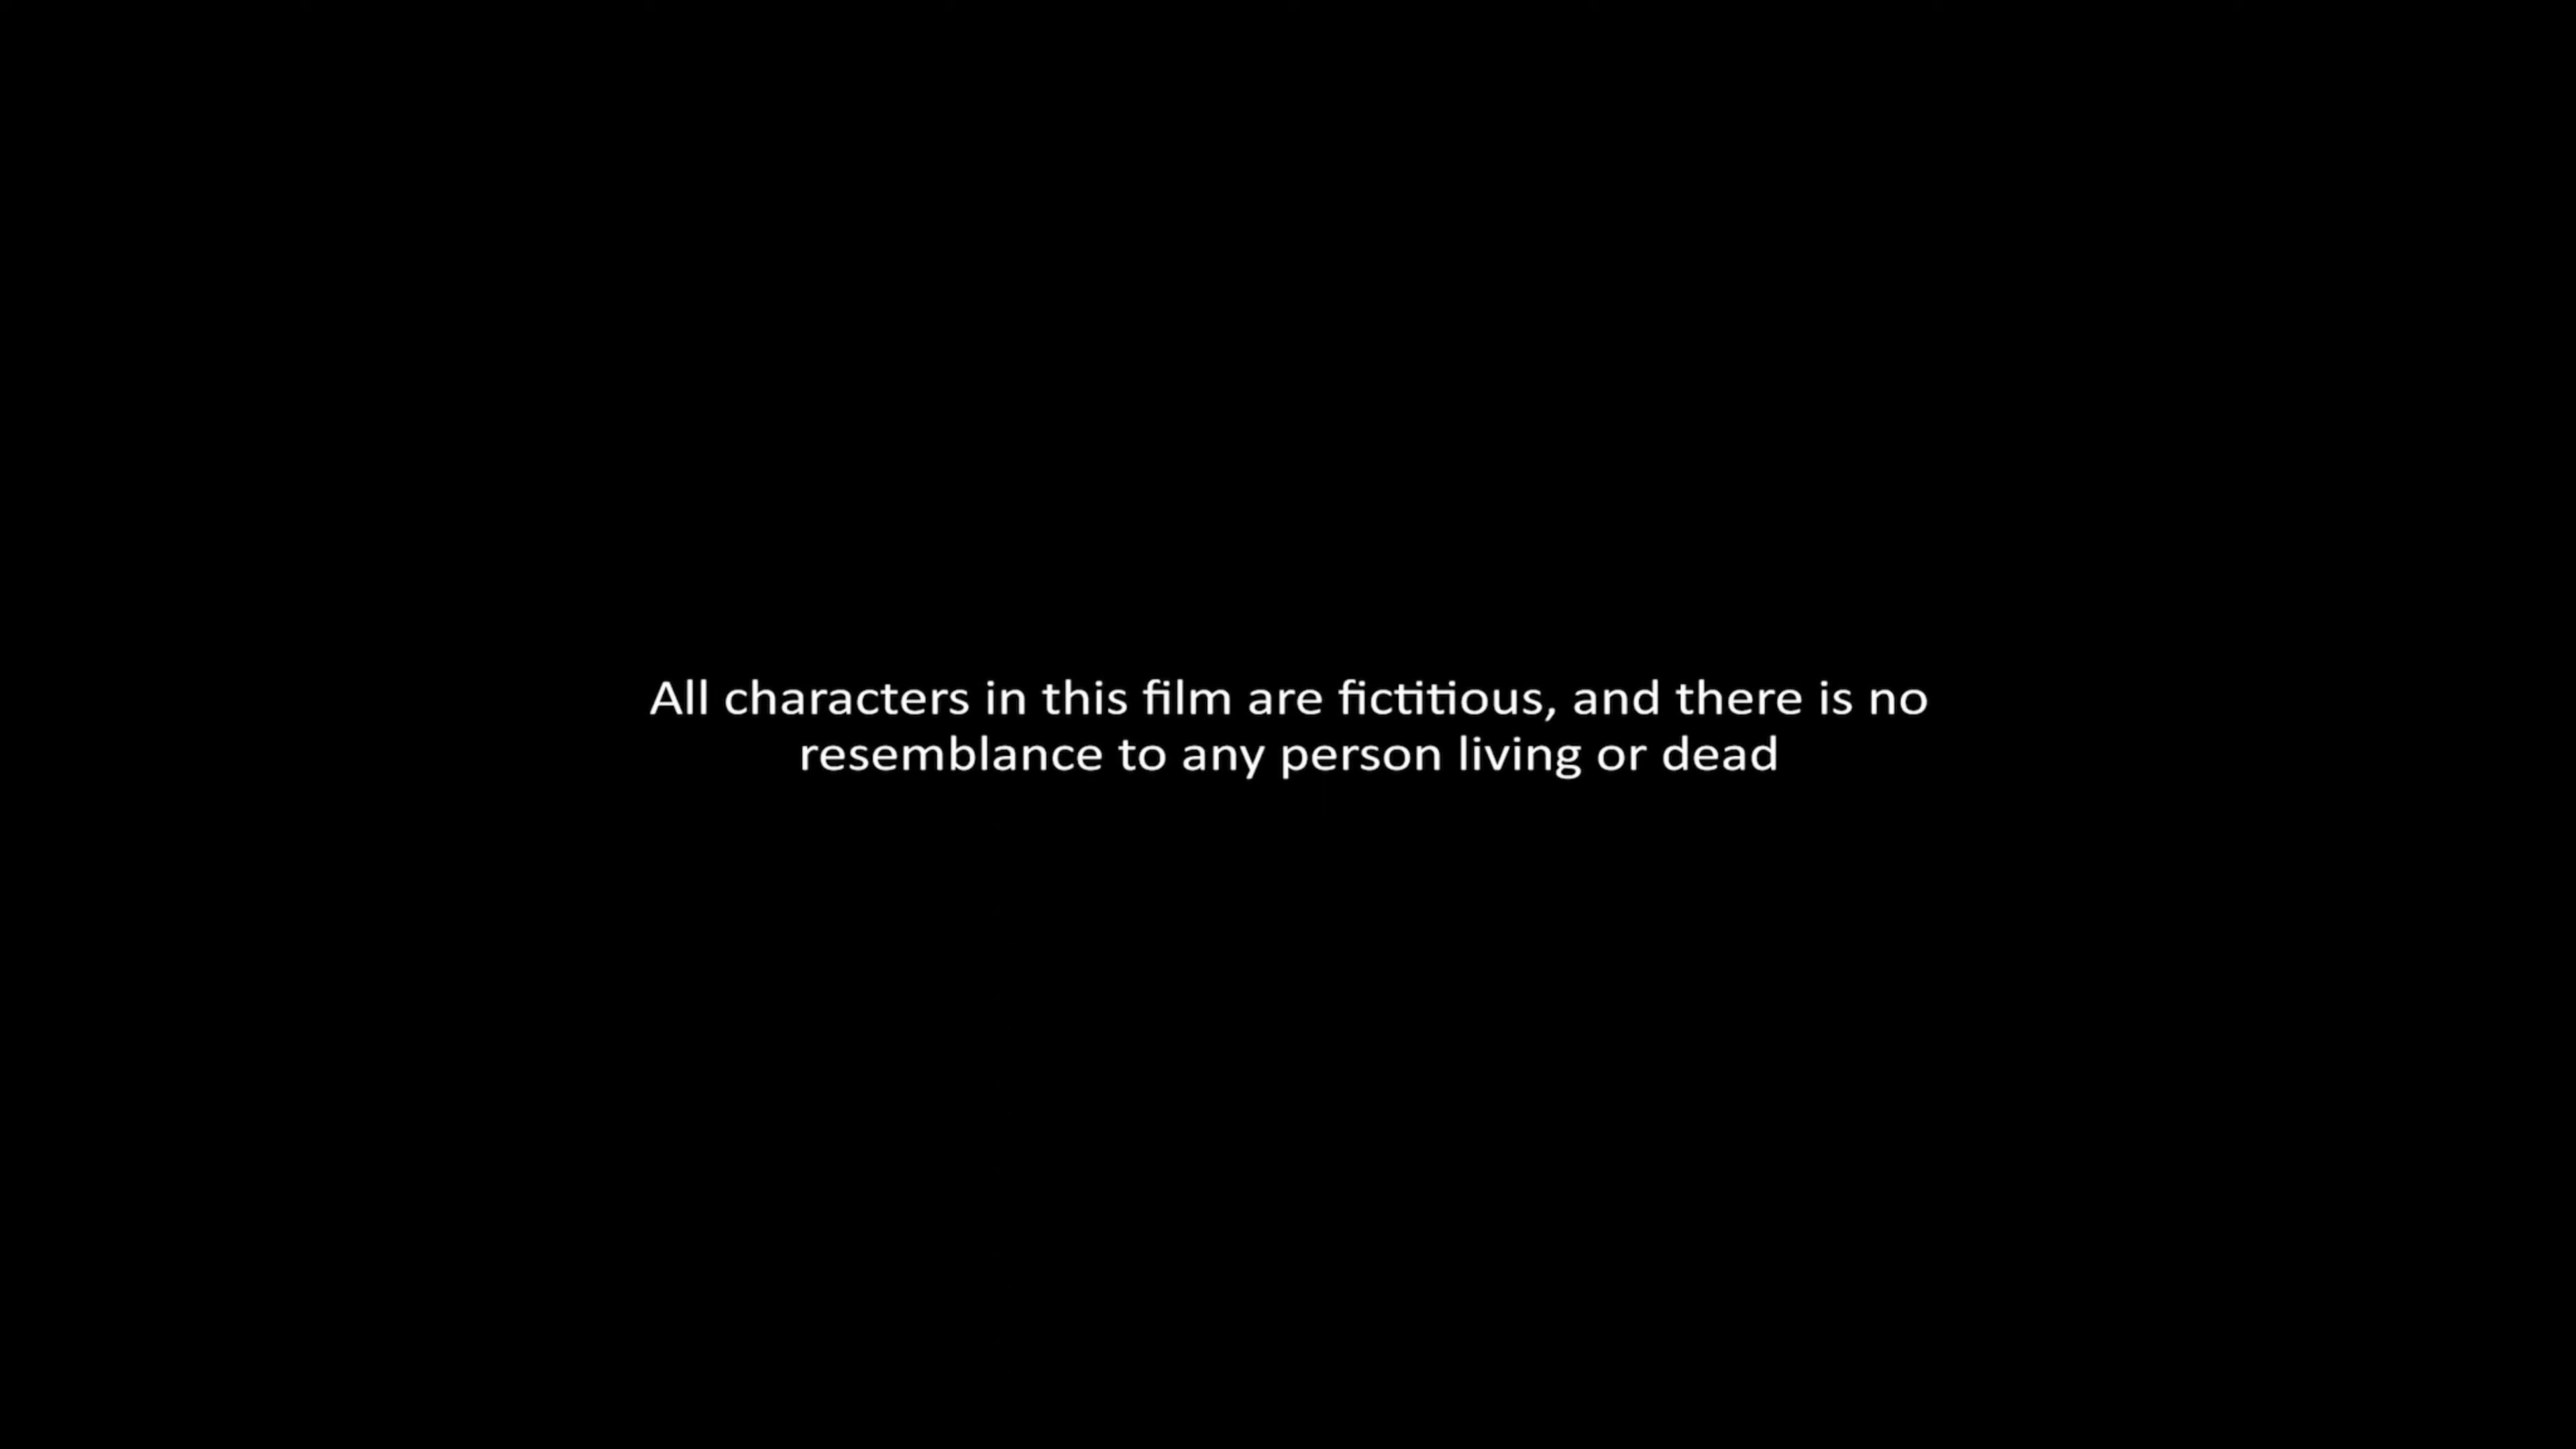 All characters in this film are fictitious, and there is no
resemblance to any person living or dead